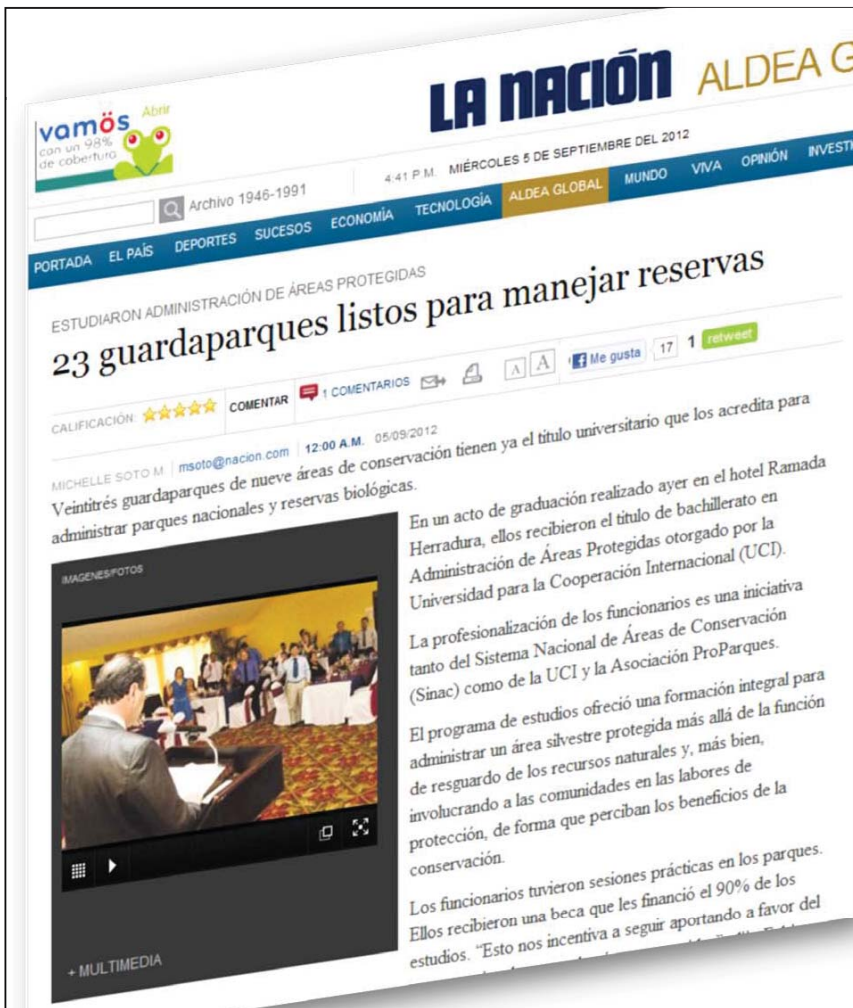 vamös
Abrir
con un 98%
de cobertura
LA NACIÓN ALDEA G
Archivo 1946-1991
4:41 P.M. MIÉRCOLES 5 DE SEPTIEMBRE DEL 2012
PORTADA EL PAÍS DEPORTES SUCESOS ECONOMÍA TECNOLOGÍA ALDEA GLOBAL MUNDO VIVA OPINIÓN INVESTI
ESTUDIARON ADMINISTRACIÓN DE ÁREAS PROTEGIDAS
23 guardaparques listos para manejar reservas
CALIFICACIÓN: COMENTAR 1 COMENTARIOS A A Me gusta 17 1 retweet
MICHELLE SOTO M msoto@nacion.com 12:00 A.M. 05/09/2012
Veintitrés guardaparques de nueve áreas de conservación tienen ya el título universitario que los acredita para
administrar parques nacionales y reservas biológicas.
IMAGENES/FOTOS
+ MULTIMEDIA
En un acto de graduación realizado ayer en el hotel Ramada
Herradura, ellos recibieron el título de bachillerato en
Administración de Áreas Protegidas otorgado por la
Universidad para la Cooperación Internacional (UCI).
La profesionalización de los funcionarios es una iniciativa
tanto del Sistema Nacional de Áreas de Conservación
(Sinac) como de la UCI y la Asociación ProParques.
El programa de estudios ofreció una formación integral para
administrar un área silvestre protegida más allá de la función
de resguardo de los recursos naturales y, más bien,
involucrando a las comunidades en las labores de
protección, de forma que perciban los beneficios de la
conservación.
Los funcionarios tuvieron sesiones prácticas en los parques.
Ellos recibieron una beca que les financió el 90% de los
estudios. “Esto nos incentiva a seguir aportando a favor del